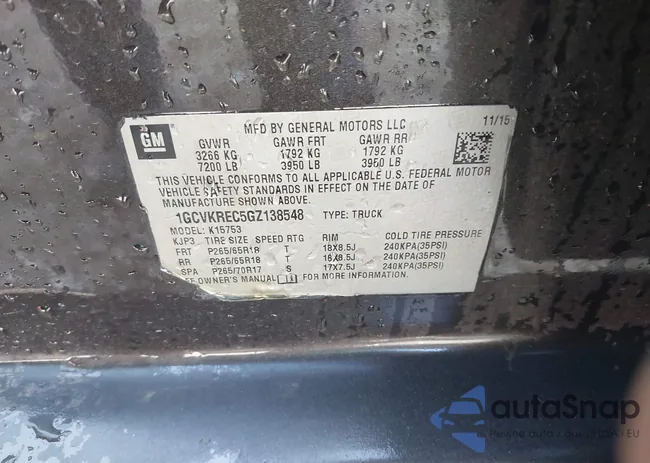 GM
MFD BY GENERAL MOTORS LLC 11/15
GVWR GAWR FRT GAWR RR
3266 KG 1792 KG 1792 KG
7200 LB 3950 LB 3950 LB
THIS VEHICLE CONFORMS TO ALL APPLICABLE U.S. FEDERAL MOTOR
VEHICLE SAFETY STANDARDS IN EFFECT ON THE DATE OF
MANUFACTURE SHOWN ABOVE.
1GCVKREC5GZ138548 TYPE: TRUCK
MODEL: K15753
KJP3 TIRE SIZE SPEED RTG RIM COLD TIRE PRESSURE
FRT P265/65R18 T 18X8.5J 240KPA(35PSI)
RR P265/65R18 T 18X8.5J 240KPA(35PSI)
SPA P265/70R17 S 17X7.5J 240KPA(35PSI)
EE OWNER'S MANUAL FOR MORE INFORMATION.
autaSnap